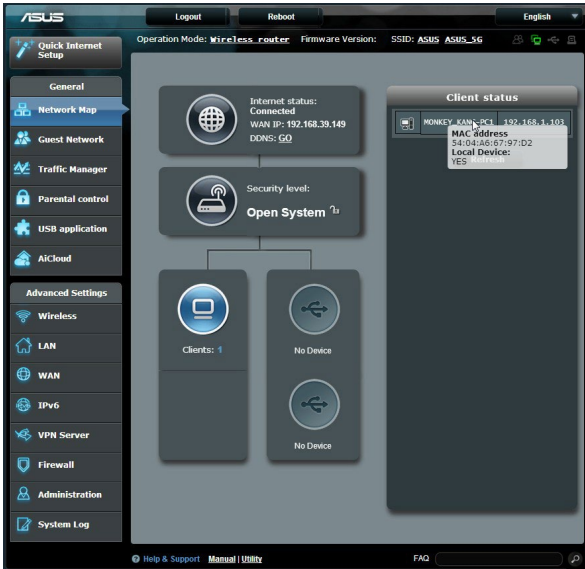 ASUS
Logout
Reboot
English
Quick Internet
Setup
Operation Mode: Wireless router Firmware Version: SSID: ASUS ASUS_5G
General
Network Map
Guest Network
Traffic Manager
Parental control
USB application
AiCloud
Advanced Settings
Wireless
LAN
WAN
IPv6
VPN Server
Firewall
Administration
System Log
Internet status:
Connected
WAN IP: 192.168.39.149
DDNS: GO
Security level:
Open System
Clients: 1
No Device
No Device
Client status
192.168.1.103
MAC address
54:04:A6:67:97:D2
Local Device:
YES
Refresh
Help & Support Manual | Utility
FAQ